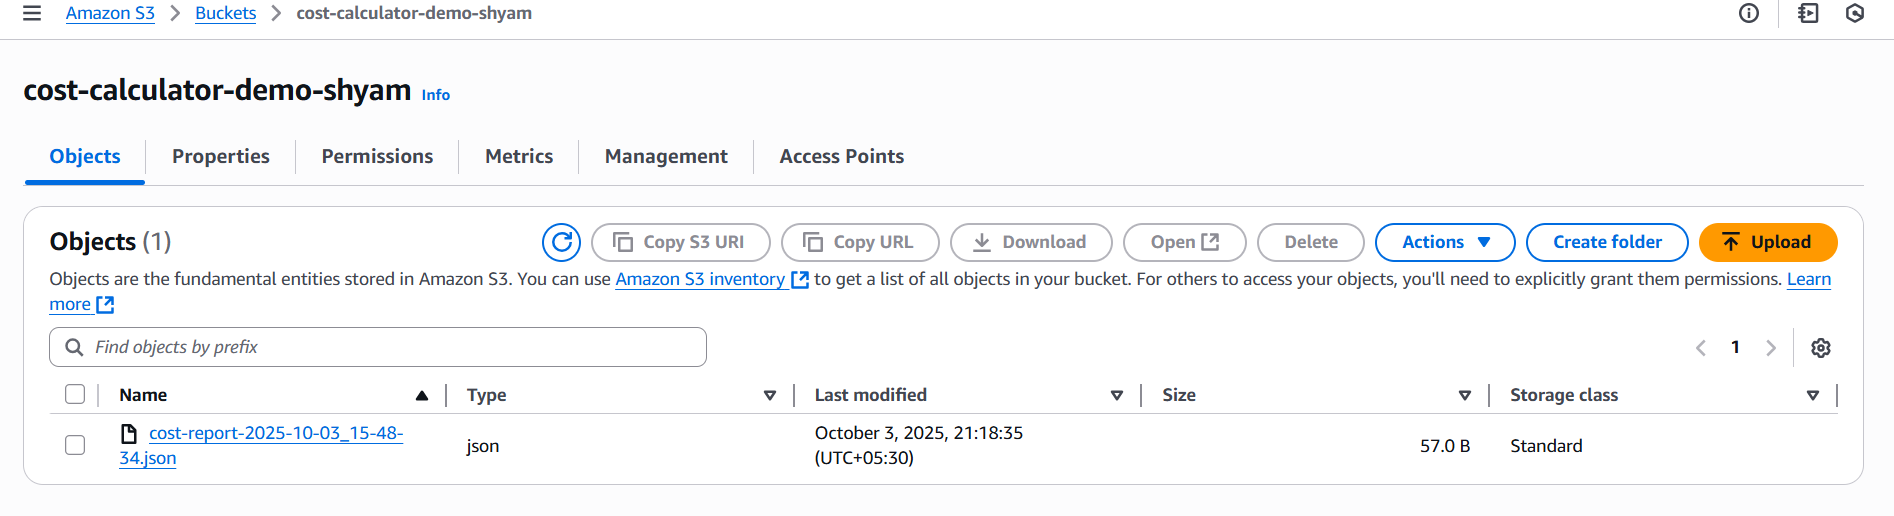 Amazon S3 > Buckets > cost-calculator-demo-shyam
cost-calculator-demo-shyam Info
Objects Properties Permissions Metrics Management Access Points
Objects (1) Copy S3 URI Copy URL Download Open Delete Actions Create folder Upload
Objects are the fundamental entities stored in Amazon S3. You can use Amazon S3 inventory to get a list of all objects in your bucket. For others to access your objects, you'll need to explicitly grant them permissions. Learn
more
Find objects by prefix 1
Name Type Last modified Size Storage class
cost-report-2025-10-03_15-48-
34.json
json
October 3, 2025, 21:18:35
(UTC+05:30)
57.0 B
Standard